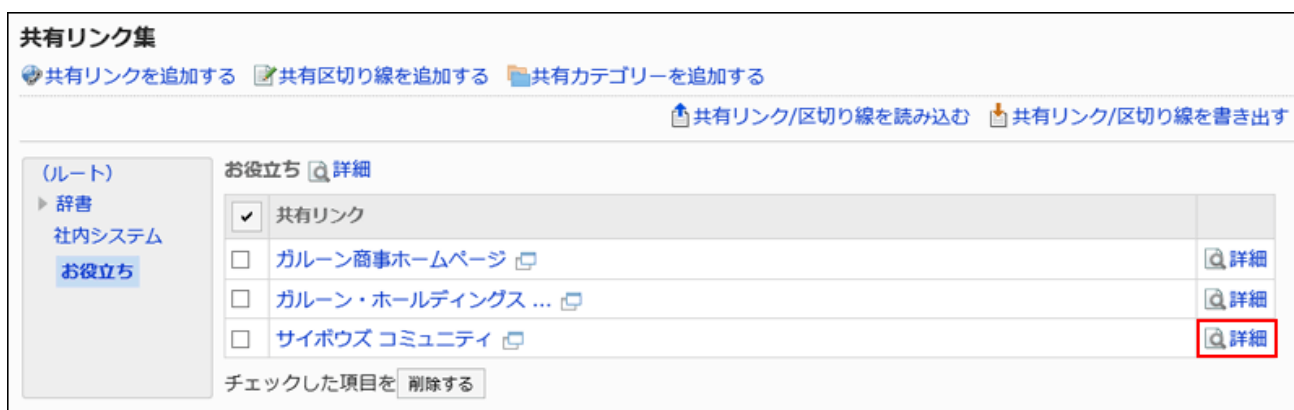 共有リンク集
共有リンクを追加する 共有区切り線を追加する 共有カテゴリーを追加する
共有リンク/区切り線を読み込む 共有リンク/区切り線を書き出す
(ルート)
辞書
社内システム
お役立ち
お役立ち 詳細
共有リンク
ガルーン商事ホームページ 詳細
ガルーン・ホールディングス ... 詳細
サイボウズ コミュニティ 詳細
チェックした項目を 削除する